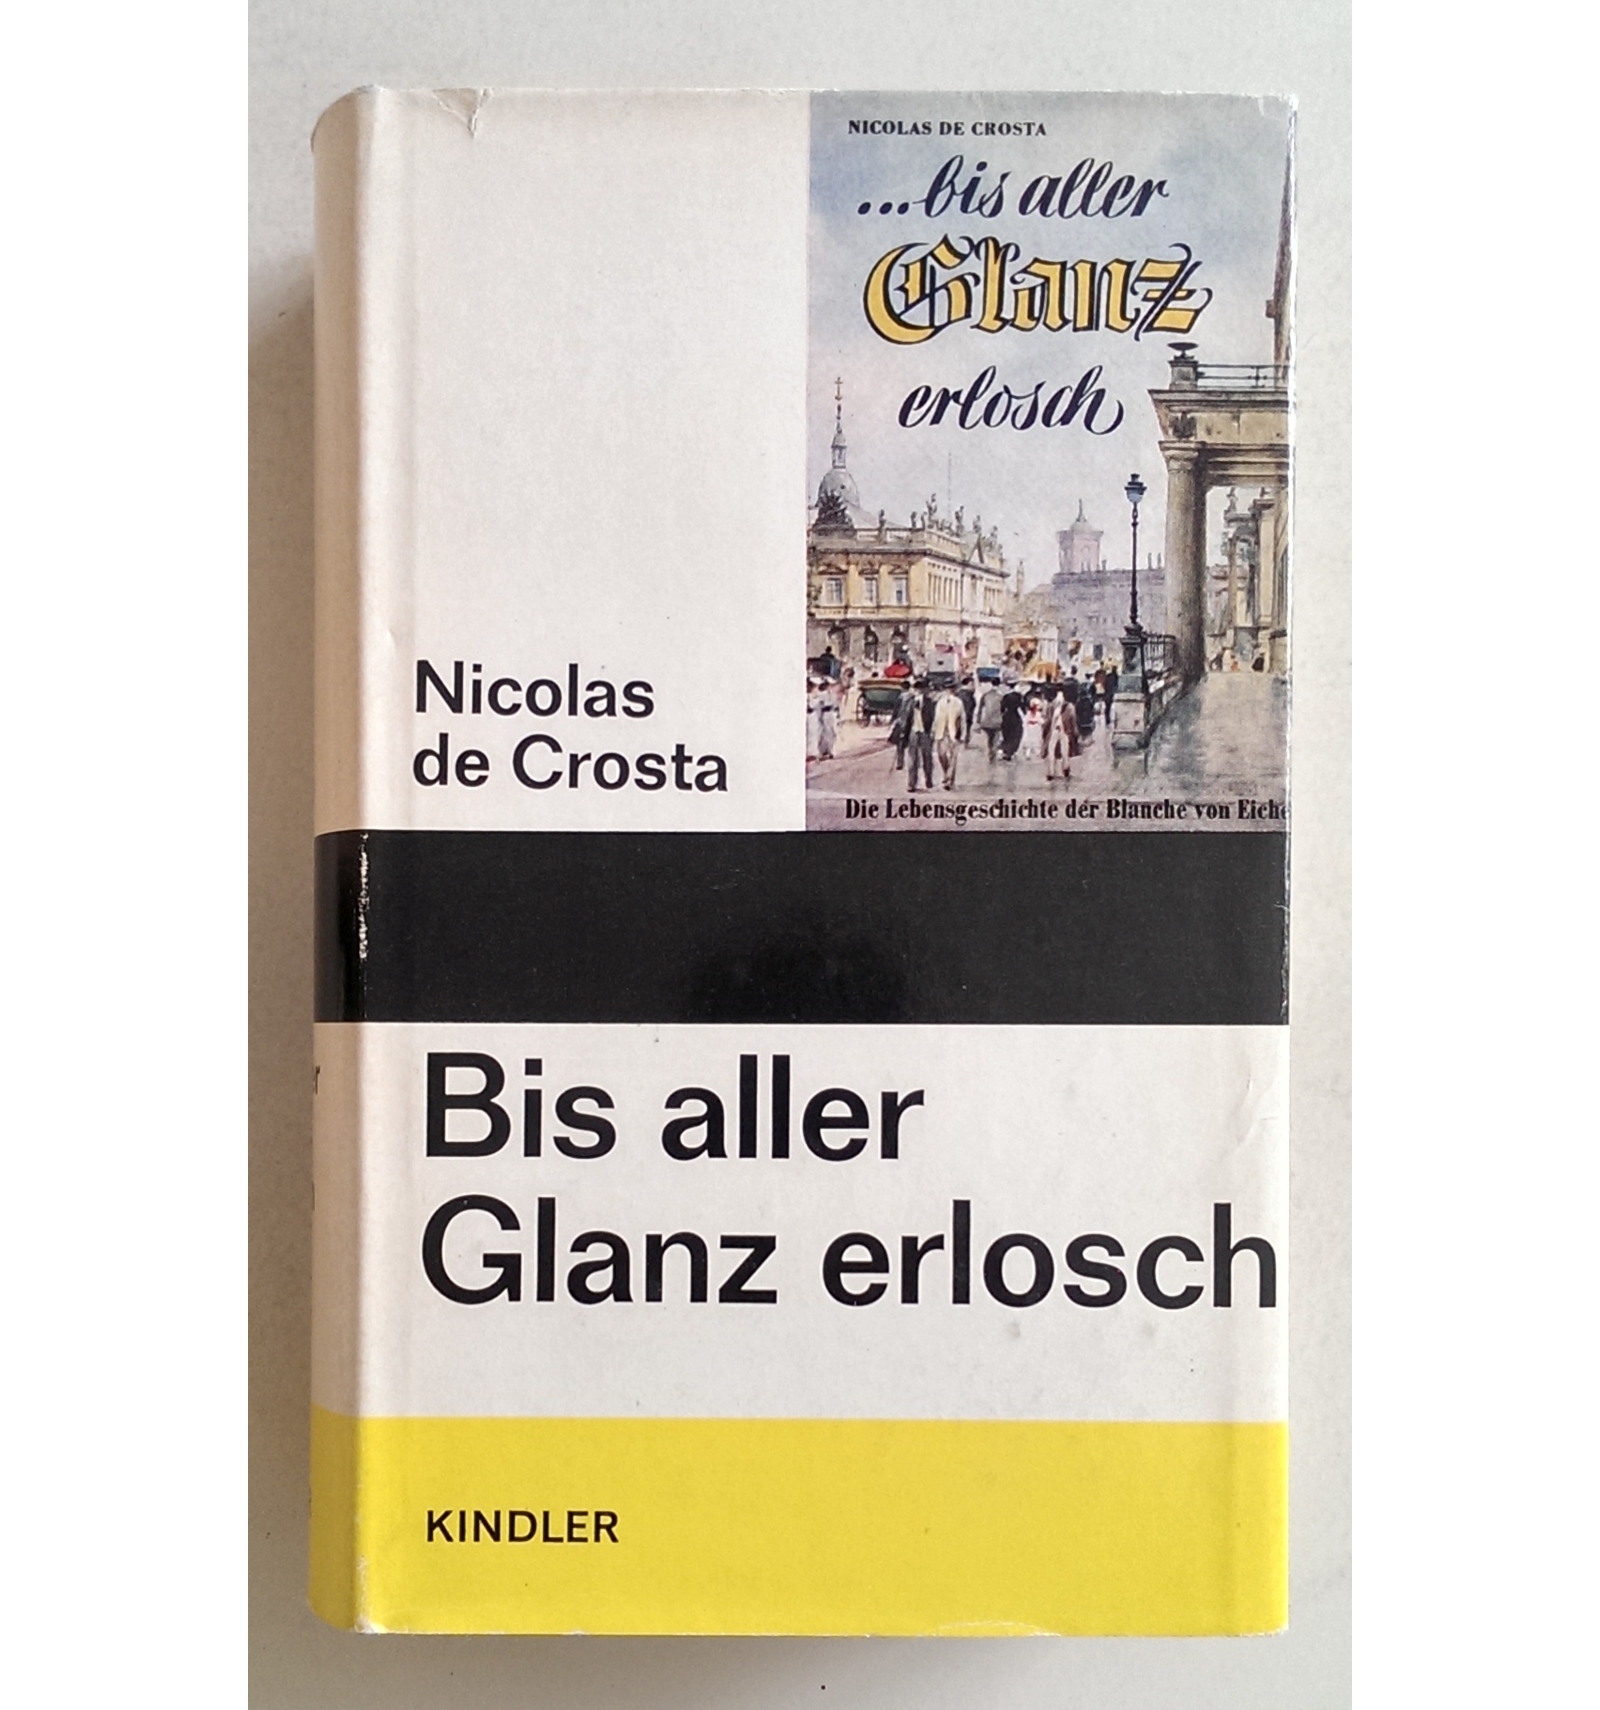 NICOLAS DE CROSTA
...bis aller
Glanz
erlosch
Die Lebensgeschichte der Blanche von Eiche
Nicolas
de Crosta
Bis aller
Glanz erlosch
KINDLER